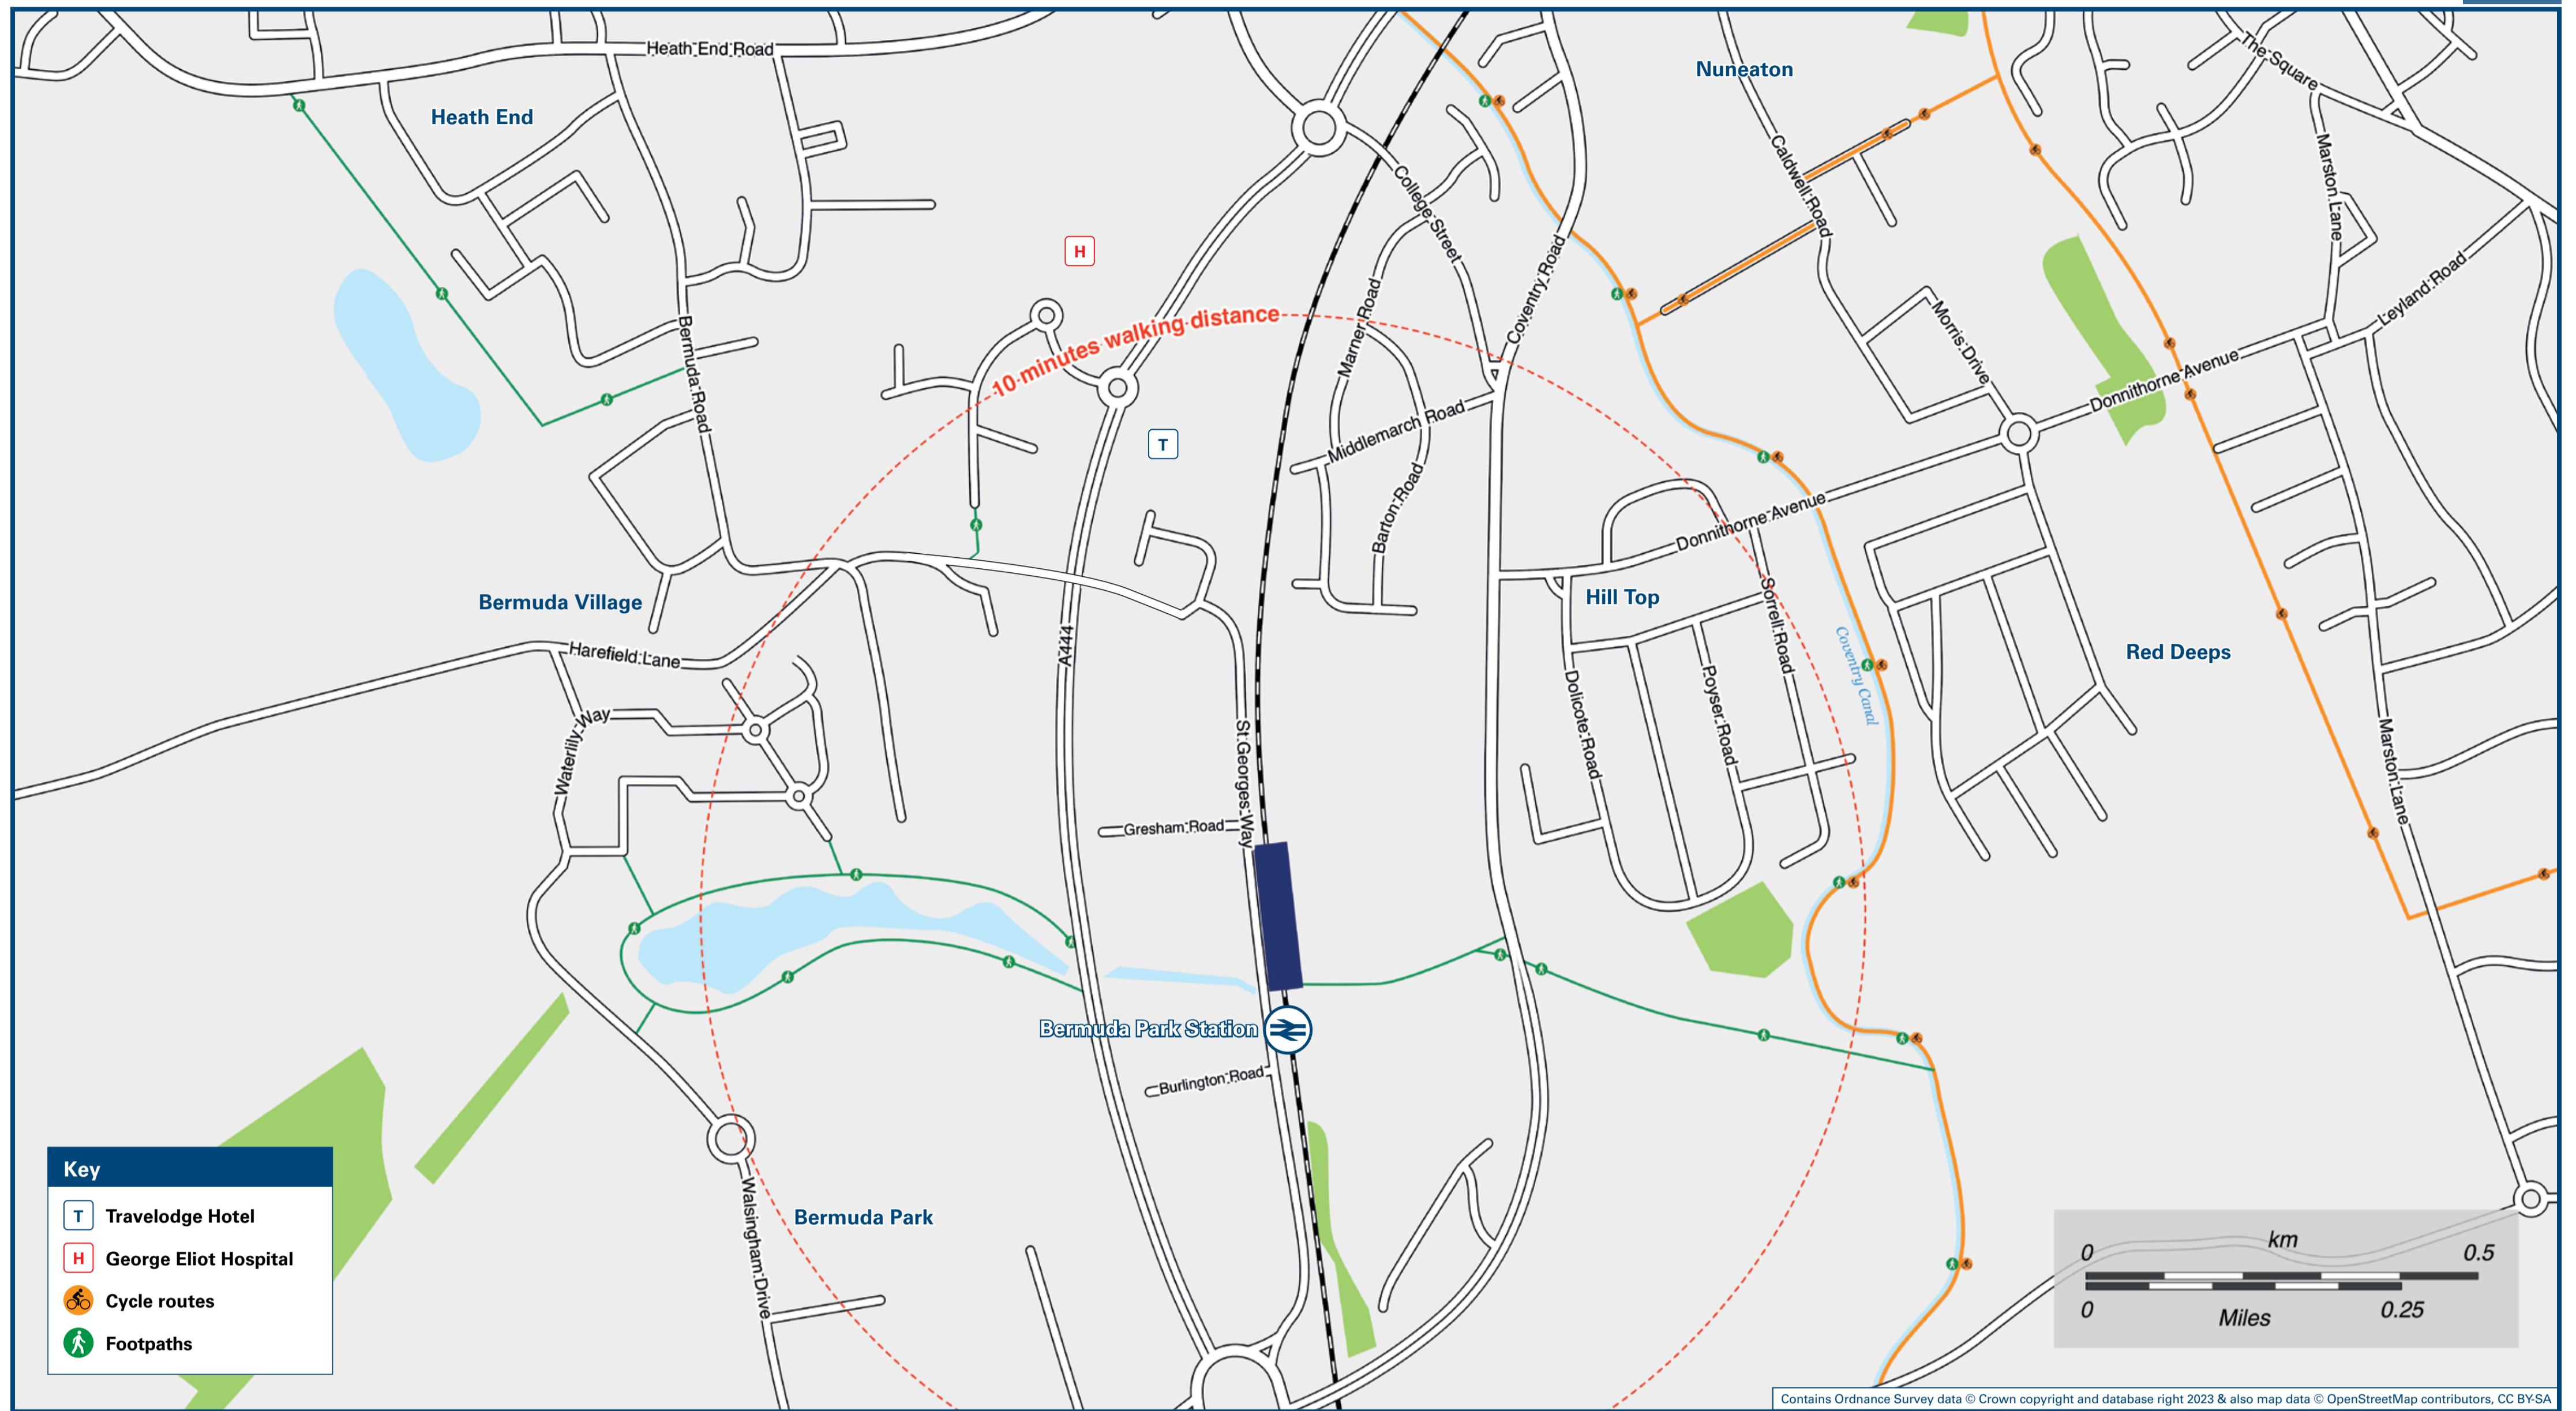 Heath End Road
Nuneaton
The Square
Heath End
Caldwell Road
College Street
Marston Lane
H
Coventry Road
Leyland Road
10 minutes walking distance
Marner Road
Morris Drive
Bermuda Road
Donnithorne Avenue
T
Middlemarch Road
Barton Road
Donnithorne Avenue
Bermuda Village
Hill Top
Sorrell Road
Harefield Lane
A444
Coventry Canal
Red Deeps
Waterlily Way
Dolicote Road
Poyser Road
St Georges Way
Marston Lane
Gresham Road
Bermuda Park Station
Burlington Road
Walsingham Drive
Bermuda Park
Key
T Travelodge Hotel
H George Eliot Hospital
Cycle routes
Footpaths
km
0 0.5
0 0.25
Miles
Contains Ordnance Survey data © Crown copyright and database right 2023 & also map data © OpenStreetMap contributors, CC BY-SA